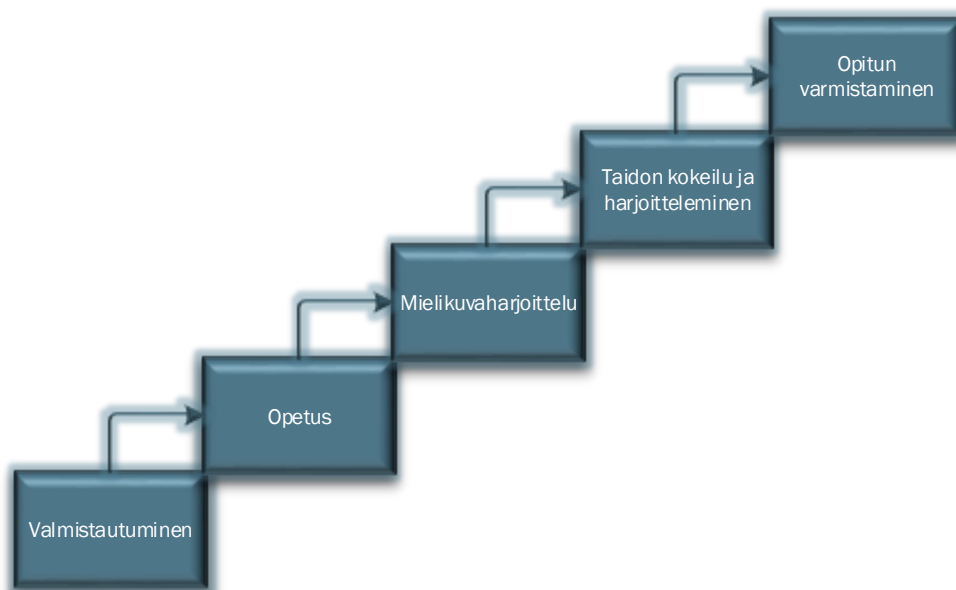 Opitun
varmistaminen
Taidon kokeilu ja
harjoitteleminen
Mielikuvaharjoittelu
Opetus
Valmistautuminen